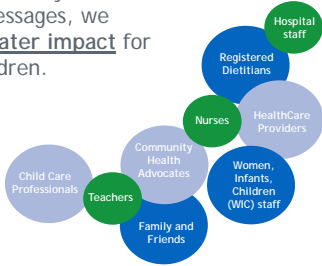 essages, we
ater impact for
dren.
Hospital
staff
Registered
Dietitians
Nurses
HealthCare
Providers
Community
Health
Advocates
Women,
Infants,
Children
(WIC) staff
Child Care
Professionals
Teachers
Family and
Friends